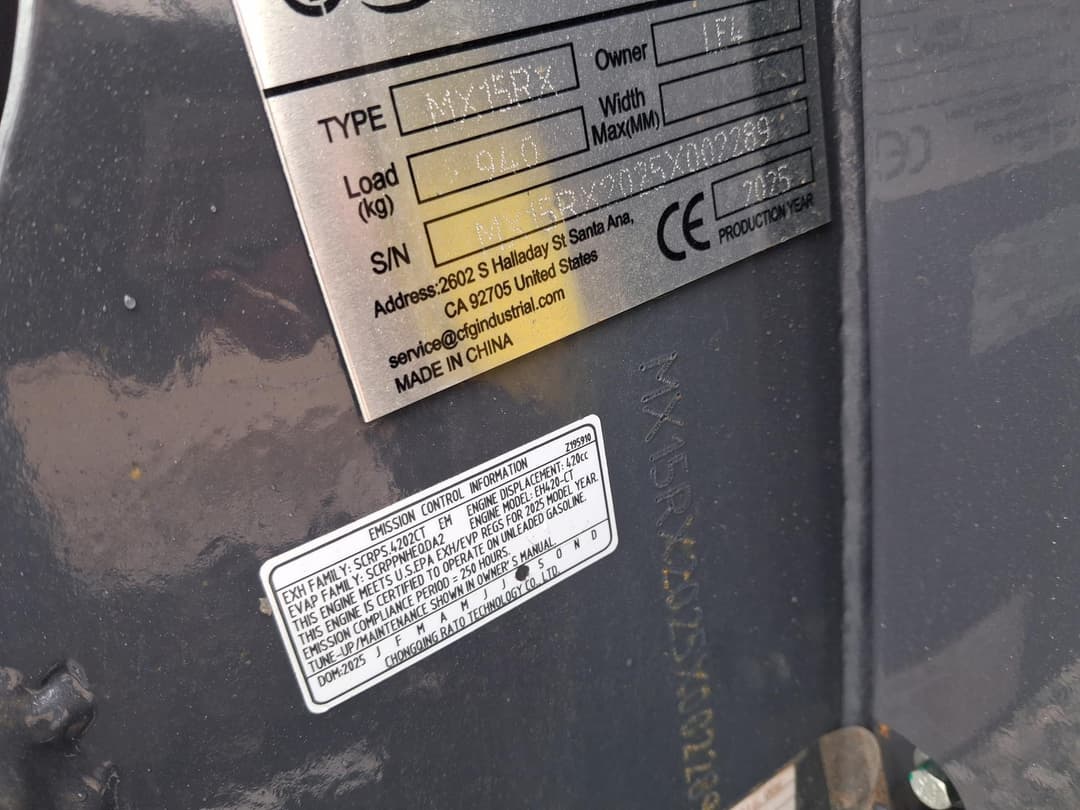 TYPE MX15RX Owner
Load (kg) 940 Width Max(MM)
S/N MX15RX2025X002289
Address:2602 S Halladay St Santa Ana,
CA 92705 United States
service@cfgindustrial.com
MADE IN CHINA
CE 2025
PRODUCTION YEAR
EMISSION CONTROL INFORMATION Z195910
EXH FAMILY: SCRPS.4202CT EM ENGINE DISPLACEMENT: 420cc
EVAP FAMILY: SCRPPNHEQDA2 ENGINE MODEL: EH420-CT
THIS ENGINE MEETS U.S.EPA EXH/EVP REGS FOR 2025 MODEL YEAR.
THIS ENGINE IS CERTIFIED TO OPERATE ON UNLEADED GASOLINE.
EMISSION COMPLIANCE PERIOD = 250 HOURS.
TUNE-UP/MAINTENANCE SHOWN IN OWNER'S MANUAL.
DOM:2025 J F M A M J J S O N D
CHONGQING RATO TECHNOLOGY CO., LTD
MX15RX2025X002289